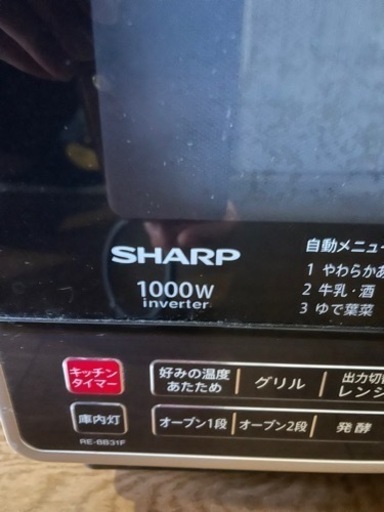 SHARP
1000W
inverter
自動メニュー
1 やわらかあ
2 牛乳・酒
3 ゆで葉菜
キッチン
タイマー
好みの温度
あたため
グリル
出力切
レンジ
庫内灯
オーブン1段
オーブン2段
発酵
RE-BB31F